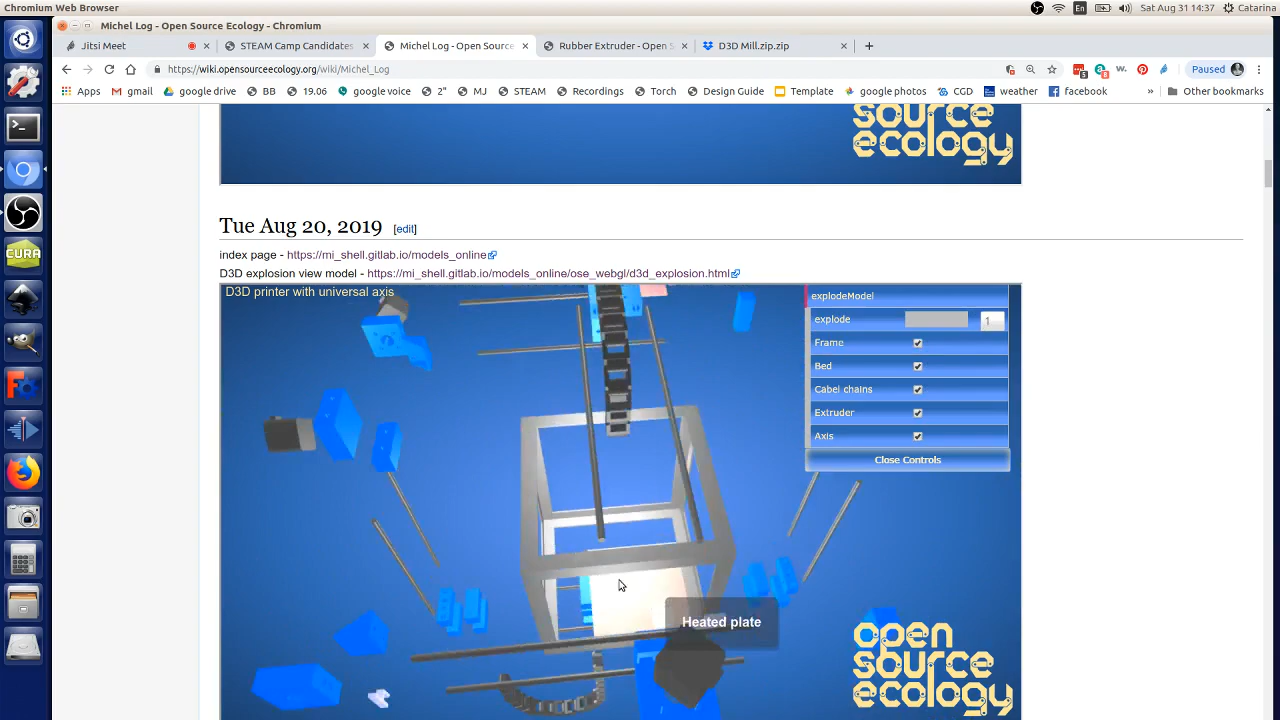 Chromium Web Browser
En
Sat Aug 31 14:37
Catarina
Michel Log - Open Source Ecology - Chromium
Jitsi Meet
STEAM Camp Candidates
Michel Log - Open Source
Rubber Extruder - Open S
D3D Mill.zip.zip
https://wiki.opensourceecology.org/wiki/Michel_Log
Paused
Apps
gmail
google drive
BB
19.06
google voice
2"
MJ
STEAM
Recordings
Torch
Design Guide
Template
google photos
CGD
weather
facebook
Other bookmarks
source
ecology
Tue Aug 20, 2019 [edit]
index page - https://mi_shell.gitlab.io/models_online
D3D explosion view model - https://mi_shell.gitlab.io/models_online/ose_webgl/d3d_explosion.html
D3D printer with universal axis
explodeModel
explode 1
Frame
Bed
Cabel chains
Extruder
Axis
Close Controls
Heated plate
open
source
ecology
CURA